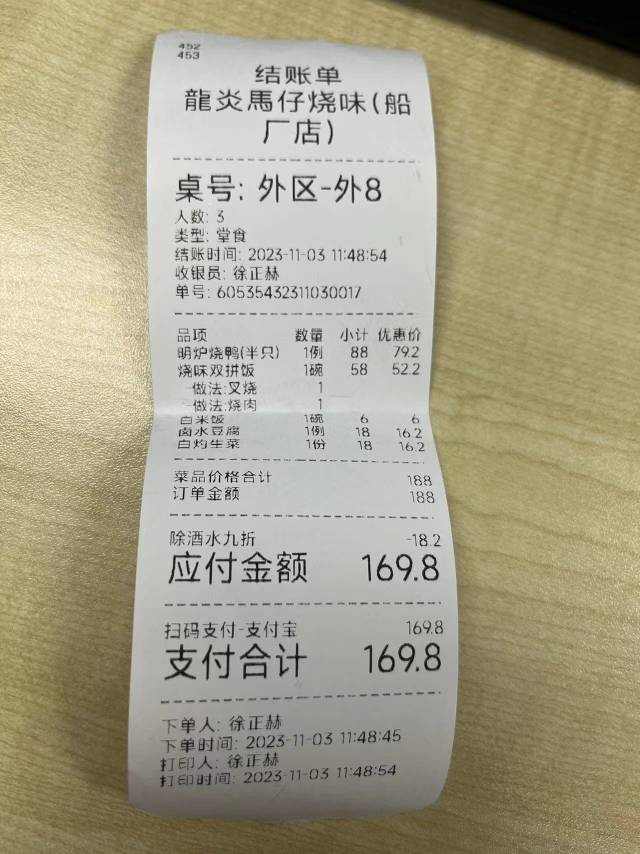 452
453
结账单
龍炎馬仔烧味(船
厂店)
桌号: 外区-外8
人数: 3
类型: 堂食
结账时间: 2023-11-03 11:48:54
收银员: 徐正赫
单号: 60535432311030017
品项 数量 小计 优惠价
明炉烧鸭(半只) 1例 88 79.2
烧味双拼饭 1碗 58 52.2
-做法:叉烧 1
-做法:烧肉 1
白米饭 1碗 6 6
卤水豆腐 1例 18 16.2
白灼生菜 1份 18 16.2
菜品价格合计 188
订单金额 188
除酒水九折 -18.2
应付金额 169.8
扫码支付-支付宝 169.8
支付合计 169.8
下单人: 徐正赫
下单时间: 2023-11-03 11:48:45
打印人: 徐正赫
打印时间: 2023-11-03 11:48:54